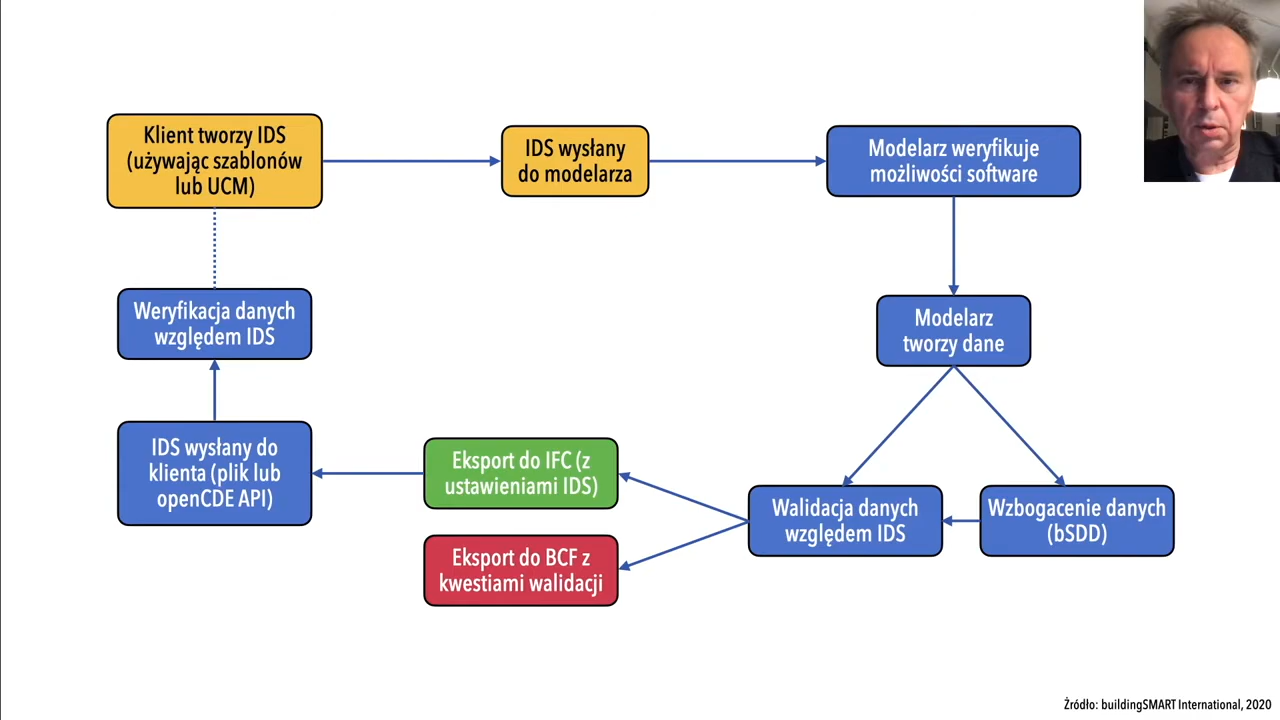 Klient tworzy IDS
(używając szablonów
lub UCM)
IDS wysłany
do modelarza
Modelarz weryfikuje
możliwości software
Modelarz
tworzy dane
Weryfikacja danych
względem IDS
IDS wysłany do
klienta (plik lub
openCDE API)
Eksport do IFC (z
ustawieniami IDS)
Eksport do BCF z
kwestiami walidacji
Walidacja danych
względem IDS
Wzbogacenie danych
(bSDD)
Źródło: buildingSMART International, 2020